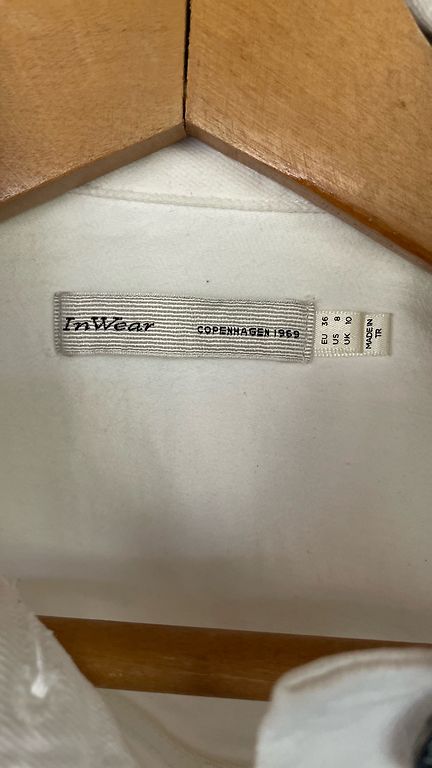 InWear
COPENHAGEN 1969
EU 36
US 8
UK 10
MADE IN
TR